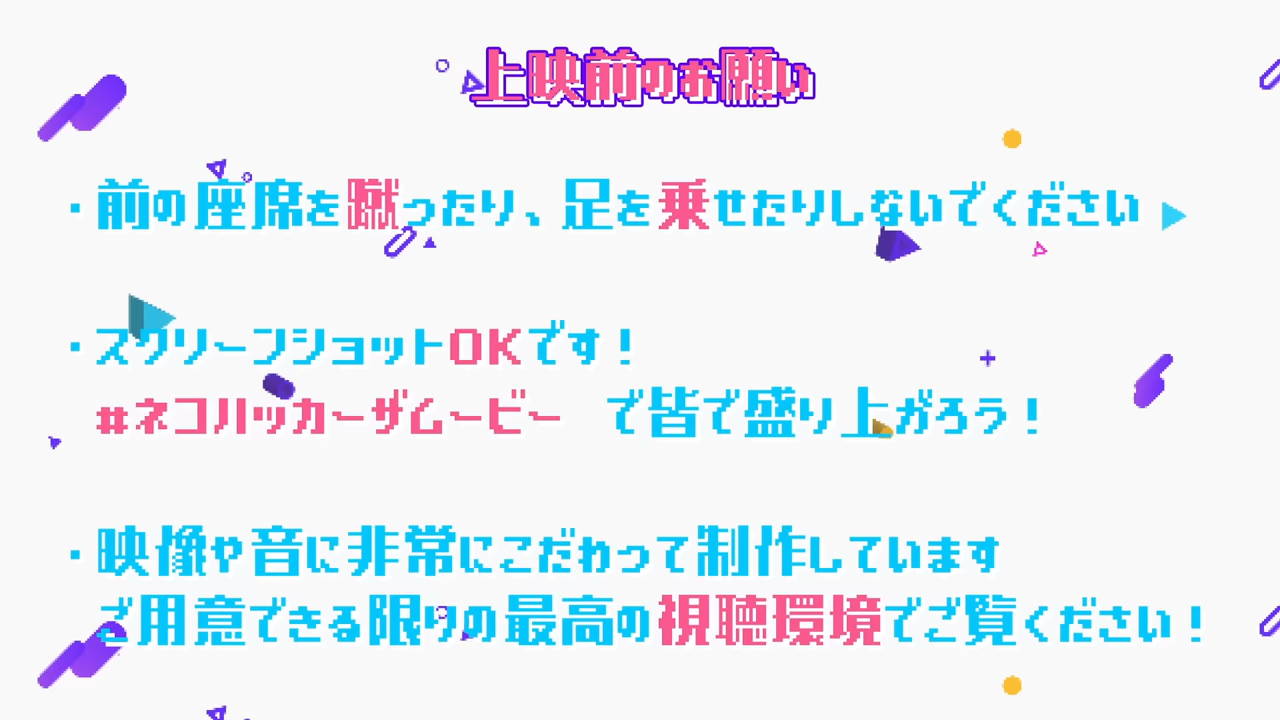 上映前のお願い
・前の座席を蹴ったり、足を乗せたりしないでください
・スクリーンショットOKです！
#ネコハッカーザムービー　で皆で盛り上がろう！
・映像や音に非常にこだわって制作しています
ご用意できる限りの最高の視聴環境でご覧ください！